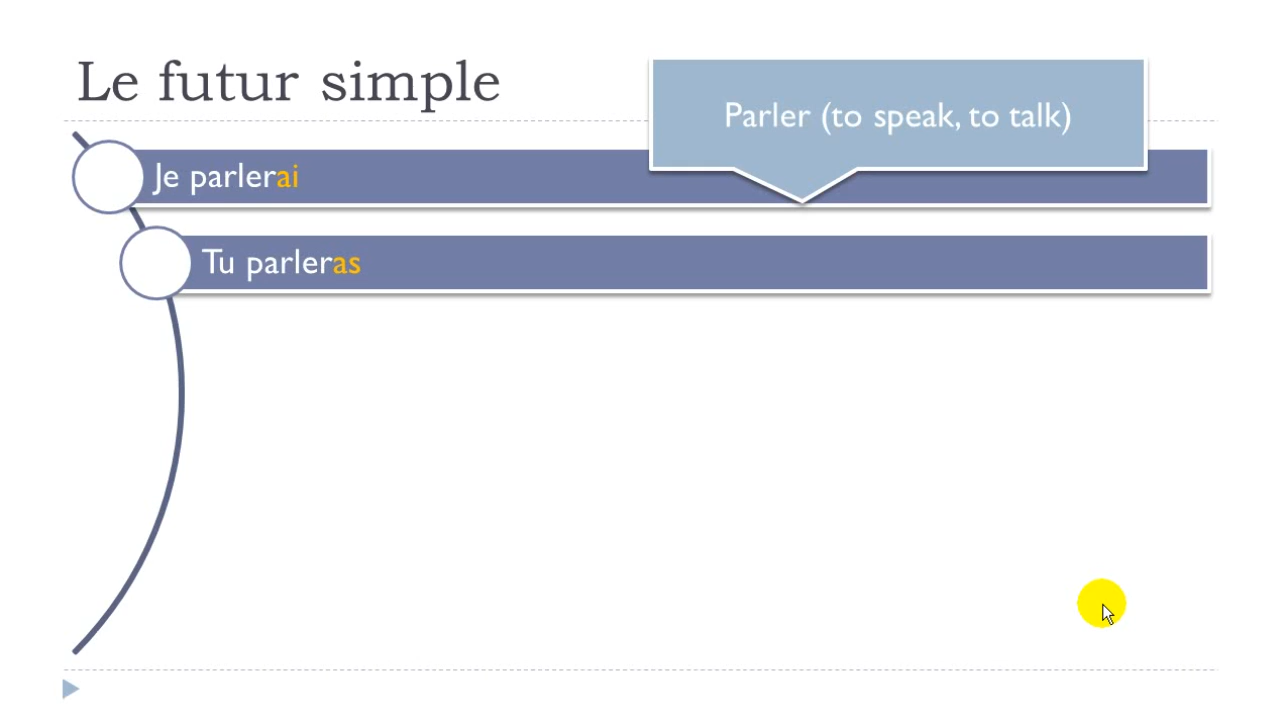 Le futur simple
Parler (to speak, to talk)
Je parlerai
Tu parleras